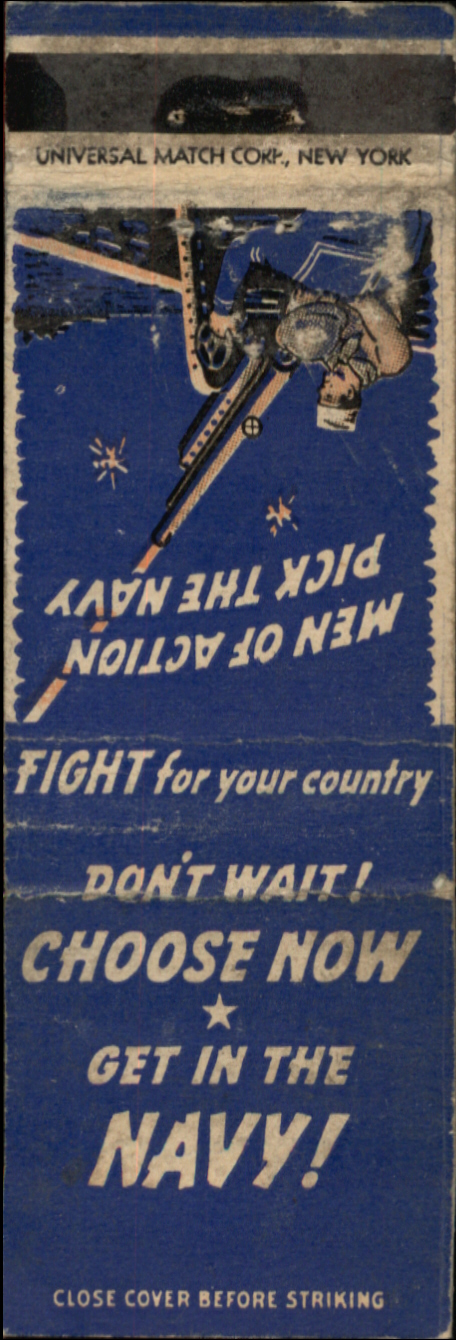 UNIVERSAL MATCH CORP., NEW YORK
MEN OF ACTION
PICK THE NAVY
FIGHT for your country
DON'T WAIT!
CHOOSE NOW
GET IN THE
NAVY!
CLOSE COVER BEFORE STRIKING